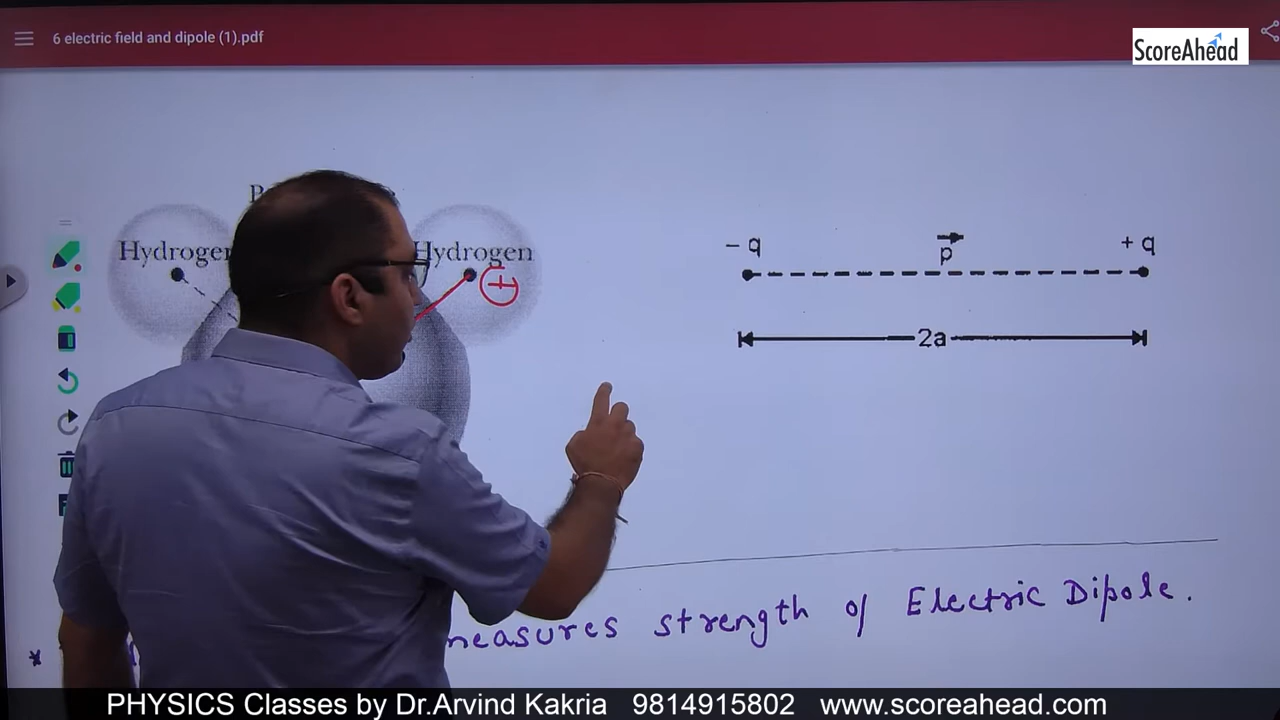 6 electric field and dipole (1).pdf
ScoreAhead
Hydrogen
Hydrogen
+
- q
p
+ q
2a
measures strength of Electric Dipole.
PHYSICS Classes by Dr.Arvind Kakria 9814915802 www.scoreahead.com